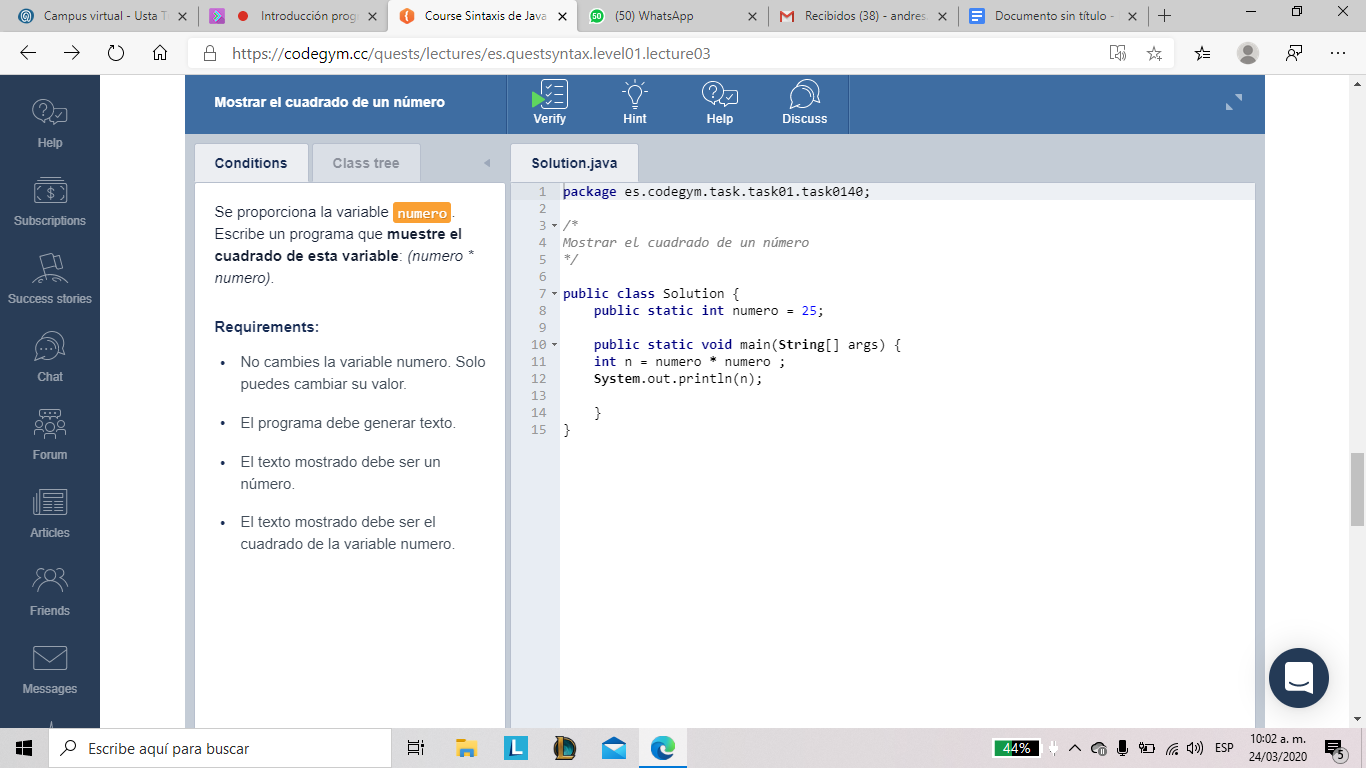 Campus virtual - Usta T
Introducción prog
Course Sintaxis de Java
(50) WhatsApp
Recibidos (38) - andres
Documento sin título -
https://codegym.cc/quests/lectures/es.questsyntax.level01.lecture03
Help
Subscriptions
Success stories
Chat
Forum
Articles
Friends
Messages
Mostrar el cuadrado de un número
Verify
Hint
Help
Discuss
Conditions
Class tree
Se proporciona la variable numero.
Escribe un programa que muestre el
cuadrado de esta variable: (numero *
numero).
Requirements:
• No cambies la variable numero. Solo
puedes cambiar su valor.
• El programa debe generar texto.
• El texto mostrado debe ser un
número.
• El texto mostrado debe ser el
cuadrado de la variable numero.
Solution.java
1 package es.codegym.task.task01.task0140;
2
3 /*
4 Mostrar el cuadrado de un número
5 */
6
7 public class Solution {
8 public static int numero = 25;
9
10 public static void main(String[] args) {
11 int n = numero * numero ;
12 System.out.println(n);
13
14 }
15 }
Escribe aquí para buscar
L
44%
ESP
10:02 a. m.
24/03/2020
5